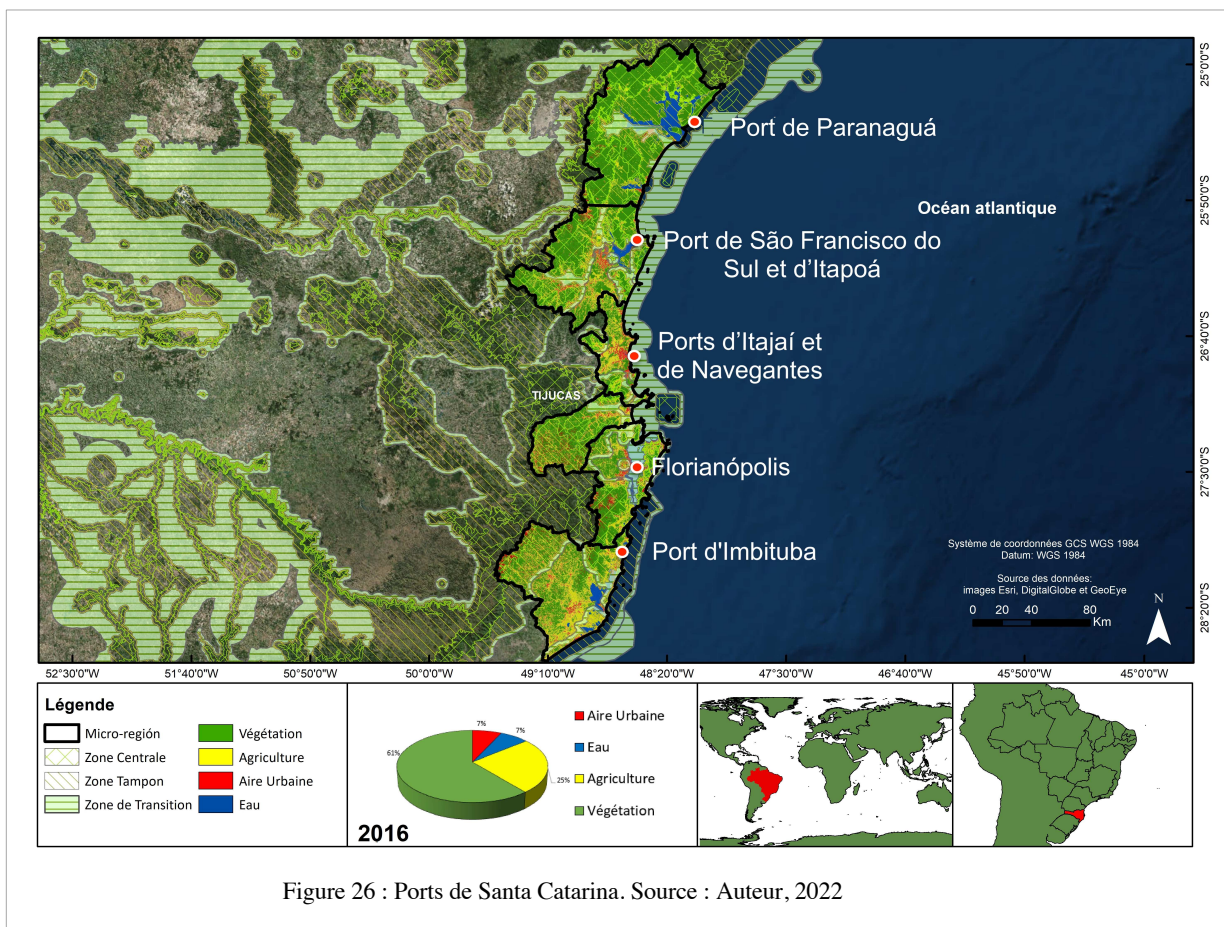 Port de Paranaguá
Océan atlantique
Port de São Francisco do
Sul et d'Itapoá
Ports d'Itajaí et
de Navegantes
TIJUCAS
Florianópolis
Port d'Imbituba
Système de coordonnées GCS WGS 1984
Datum: WGS 1984
Source des données:
images Esri, DigitalGlobe et GeoEye
0 20 40 80
Km
N
25°0'0"S
25°50'0"S
26°40'0"S
27°30'0"S
28°20'0"S
52°30'0"W 51°40'0"W 50°50'0"W 50°0'0"W 49°10'0"W 48°20'0"W 47°30'0"W 46°40'0"W 45°50'0"W 45°0'0"W
Légende
Micro-región
Zone Centrale
Zone Tampon
Zone de Transition
Végétation
Agriculture
Aire Urbaine
Eau
7%
7%
25%
61%
2016
Aire Urbaine
Eau
Agriculture
Végétation
Figure 26 : Ports de Santa Catarina. Source : Auteur, 2022